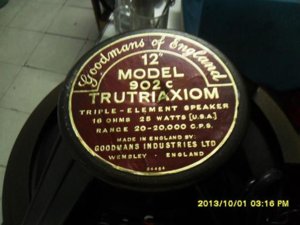 Goodmans of England
12"
MODEL
902 C
TRUTRIAXIOM
TRIPLE-ELEMENT SPEAKER
16 OHMS 25 WATTS [U.S.A.]
RANGE 20-20,000 C.P.S.
MADE IN ENGLAND BY:
GOODMANS INDUSTRIES LTD
WEMBLEY · ENGLAND
2013/10/01 03:16 PM